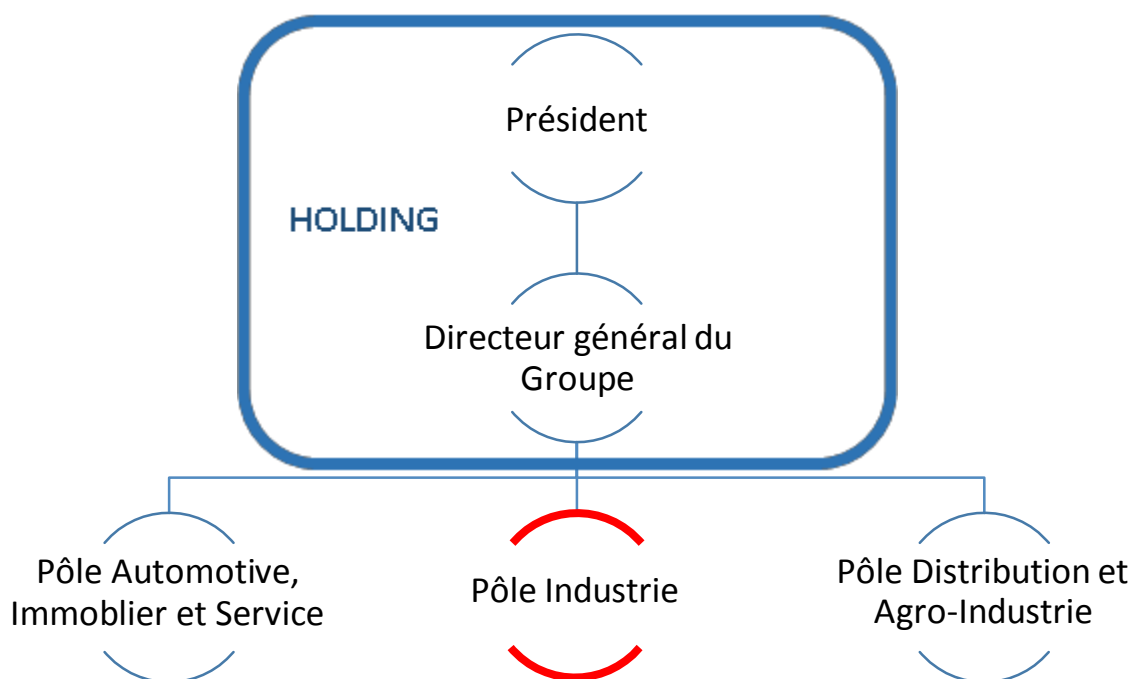 Président
HOLDING
Directeur général du
Groupe
Pôle Automotive,
Immoblier et Service
Pôle Industrie
Pôle Distribution et
Agro-Industrie